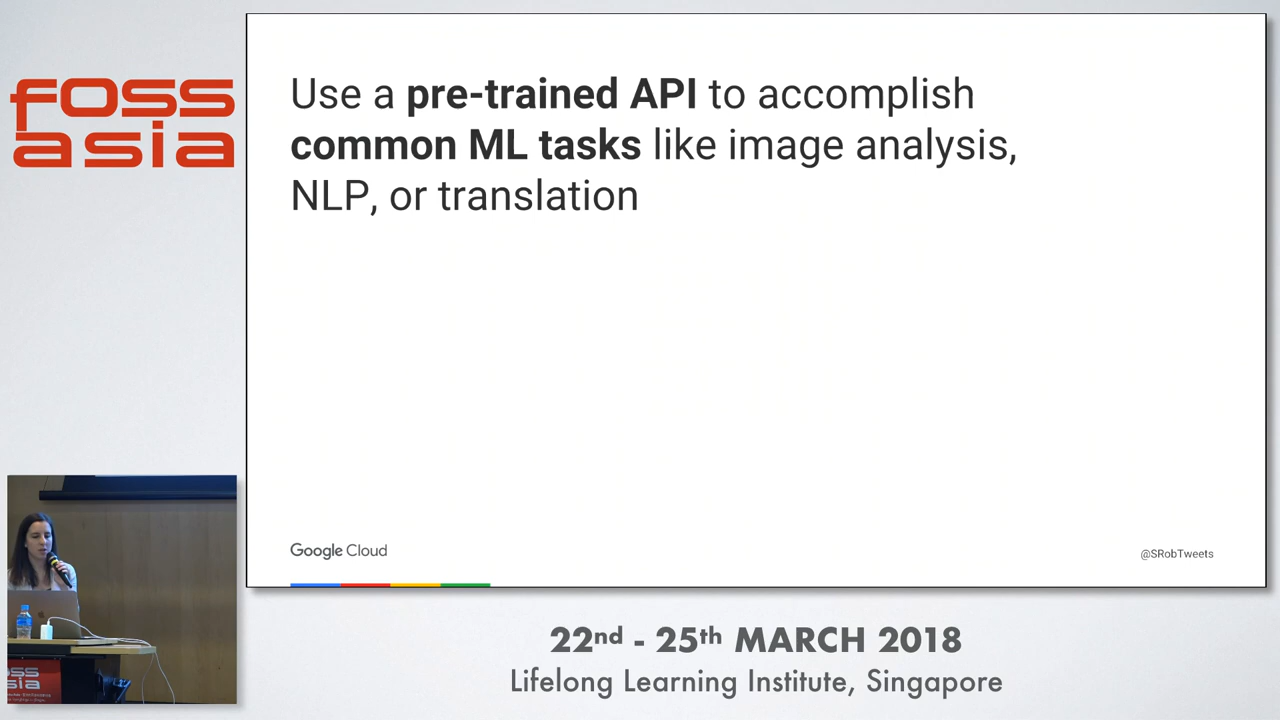 foss
asia
Use a pre-trained API to accomplish
common ML tasks like image analysis,
NLP, or translation
Google Cloud
@SRobTweets
22nd - 25th MARCH 2018
Lifelong Learning Institute, Singapore